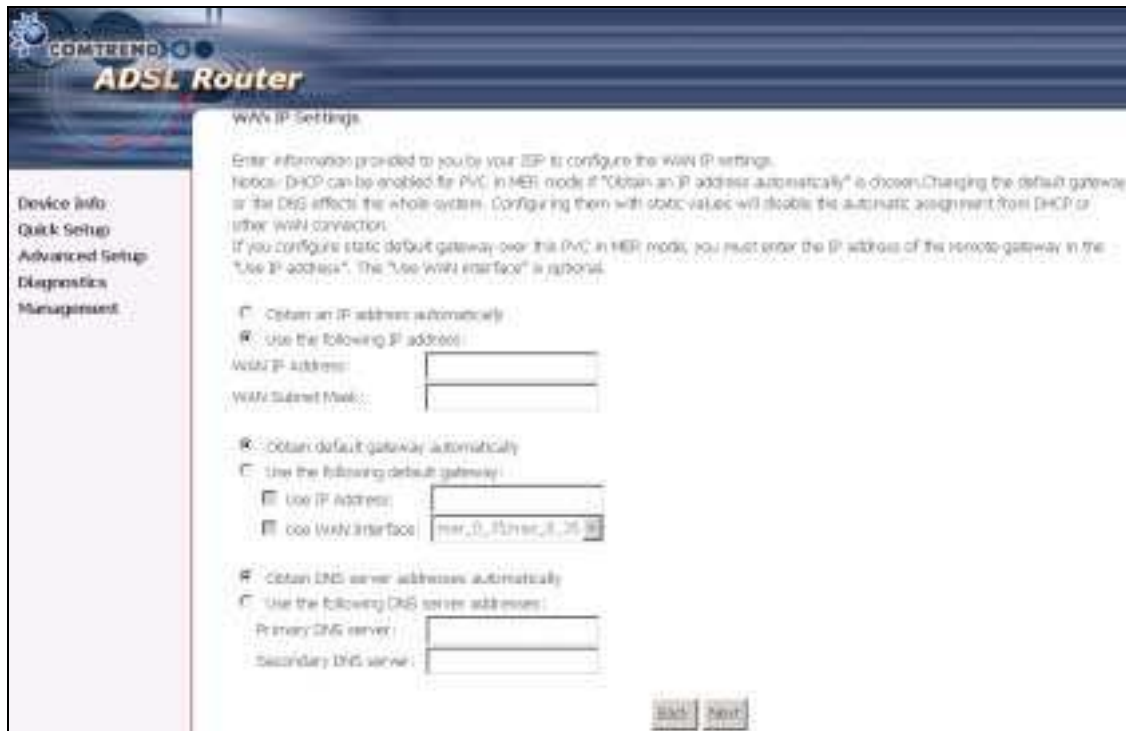 COMTREND
ADSL Router
WAN IP Settings
Enter information provided to you by your ISP to configure the WAN IP settings.
Notice: DHCP can be enabled for PVC in MER mode if "Obtain an IP address automatically" is chosen.Changing the default gateway
or the DNS effects the whole system. Configuring them with static values will disable the automatic assignment from DHCP or
other WAN connection.
If you configure static default gateway over this PVC in MER mode, you must enter the IP address of the remote gateway in the
"Use IP address". The "Use WAN interface" is optional.
Device Info
Quick Setup
Advanced Setup
Diagnostics
Management
Obtain an IP address automatically
Use the following IP address:
WAN IP Address:
WAN Subnet Mask:
Obtain default gateway automatically
Use the following default gateway:
Use IP Address:
Use WAN Interface:
Obtain DNS server addresses automatically
Use the following DNS server addresses:
Primary DNS server:
Secondary DNS server:
Back Next